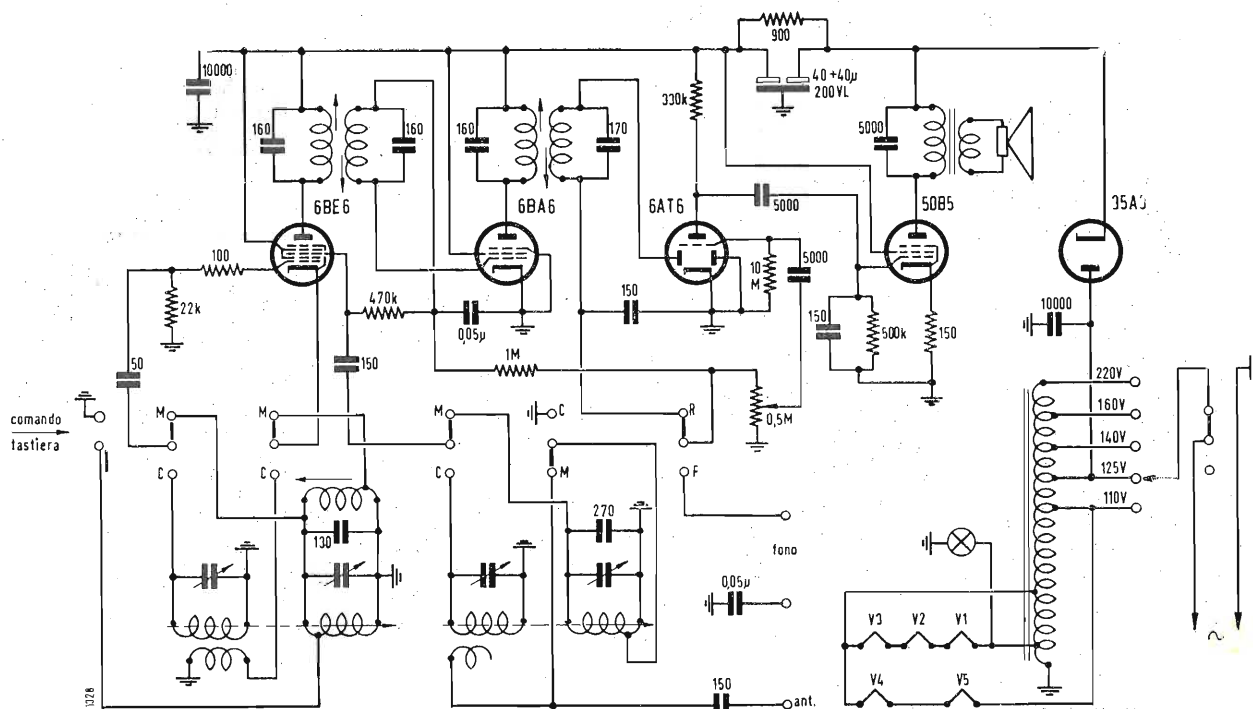 900
10000
40+40µ
200VL
330k
160
160
160
170
5000
6BE6
6BA6
6AT6
5000
50B5
35A3
100
22k
470k
0,05µ
150
10
M
5000
150
500k
150
10000
50
150
1M
0,5M
220V
160V
140V
125V
110V
comando
tastiera
M
M
M
C
R
C
C
C
M
F
130
270
fono
0,05µ
V3
V2
V1
V4
V5
150
ant.
1328
~